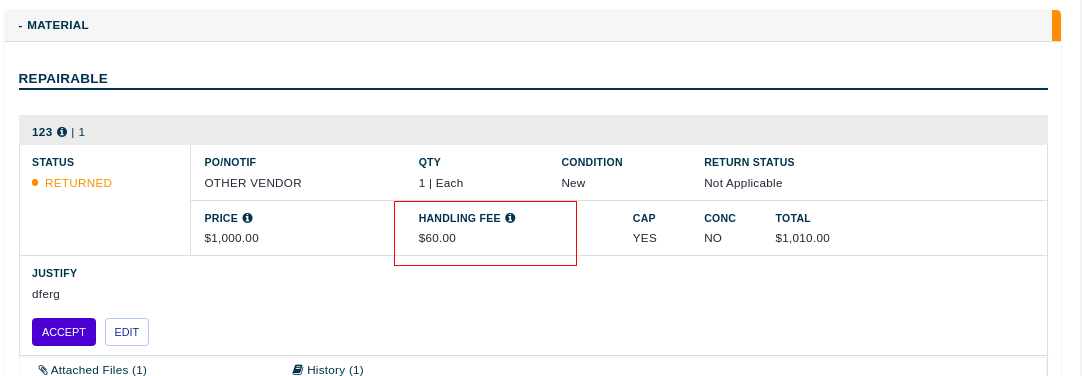 - MATERIAL
REPAIRABLE
123 | 1
STATUS PO/NOTIF QTY CONDITION RETURN STATUS
RETURNED OTHER VENDOR 1 | Each New Not Applicable
PRICE HANDLING FEE CAP CONC TOTAL
$1,000.00 $60.00 YES NO $1,010.00
JUSTIFY
dferg
ACCEPT EDIT
Attached Files (1) History (1)